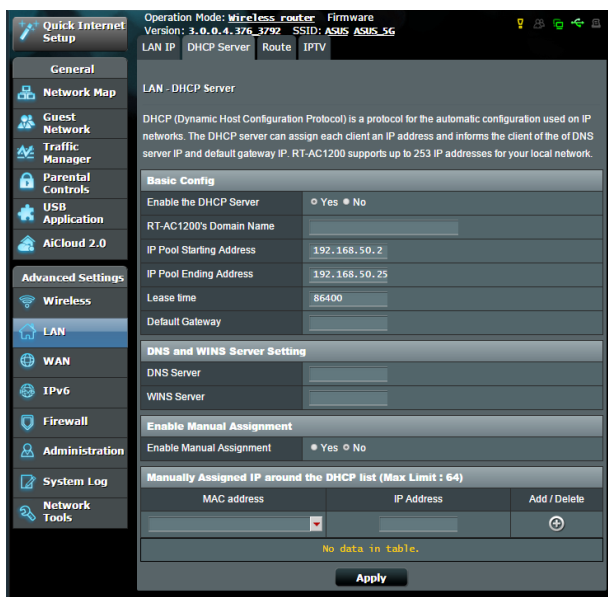 Quick Internet
Setup
Operation Mode: Wireless router Firmware
Version: 3.0.0.4.376_3792 SSID: ASUS ASUS_5G
LAN IP DHCP Server Route IPTV
General
Network Map
Guest
Network
Traffic
Manager
Parental
Controls
USB
Application
AiCloud 2.0
Advanced Settings
Wireless
LAN
WAN
IPv6
Firewall
Administration
System Log
Network
Tools
LAN - DHCP Server
DHCP (Dynamic Host Configuration Protocol) is a protocol for the automatic configuration used on IP
networks. The DHCP server can assign each client an IP address and informs the client of the of DNS
server IP and default gateway IP. RT-AC1200 supports up to 253 IP addresses for your local network.
Basic Config
Enable the DHCP Server Yes No
RT-AC1200's Domain Name
IP Pool Starting Address 192.168.50.2
IP Pool Ending Address 192.168.50.25
Lease time 86400
Default Gateway
DNS and WINS Server Setting
DNS Server
WINS Server
Enable Manual Assignment
Enable Manual Assignment Yes No
Manually Assigned IP around the DHCP list (Max Limit : 64)
MAC address IP Address Add / Delete
No data in table.
Apply